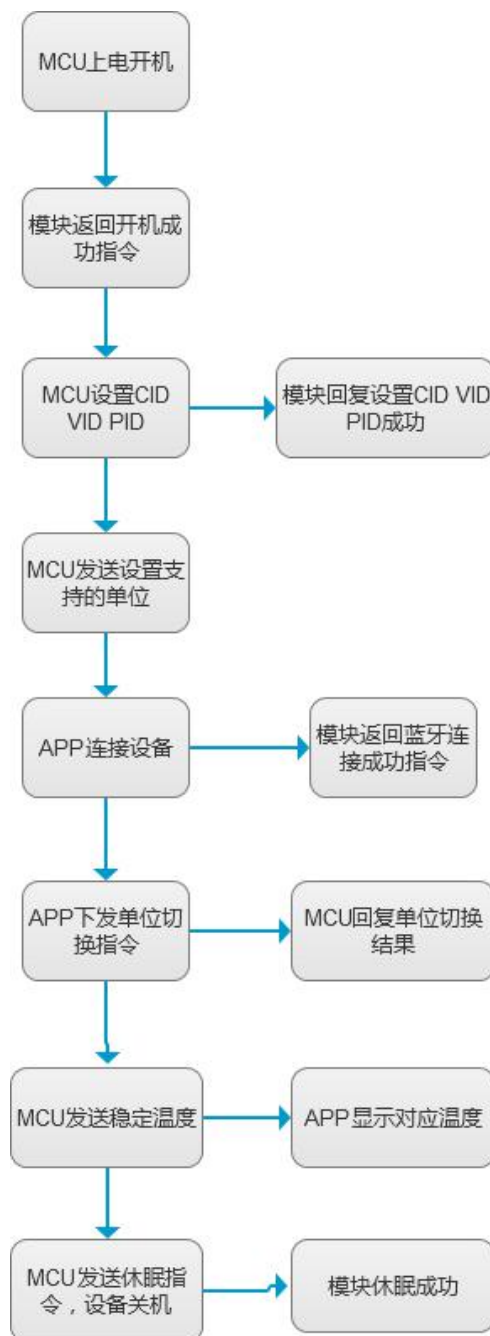 MCU上电开机
模块返回开机成
功指令
MCU设置CID
VID PID
模块回复设置CID VID
PID成功
MCU发送设置支
持的单位
APP连接设备
模块返回蓝牙连
接成功指令
APP下发单位切
换指令
MCU回复单位切换
结果
MCU发送稳定温度
APP显示对应温度
MCU发送休眠指
令，设备关机
模块休眠成功